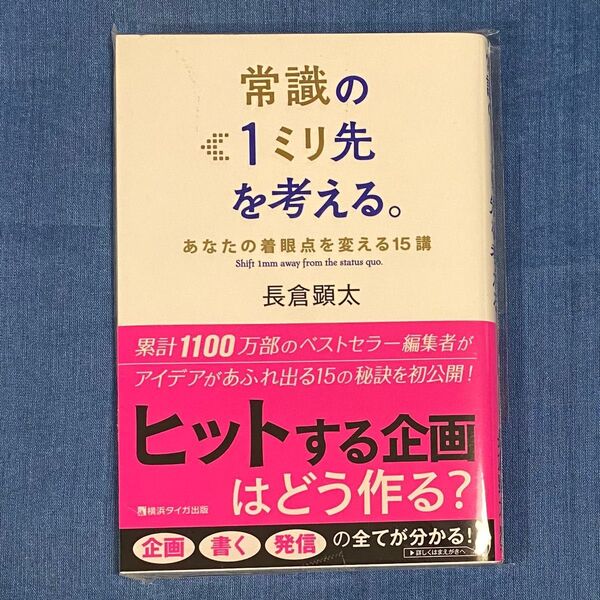 常識の
1ミリ先
を考える。
あなたの着眼点を変える15講
Shift 1mm away from the status quo.
長倉顕太
累計1100万部のベストセラー編集者が
アイデアがあふれ出る15の秘訣を初公開！
ヒットする企画
はどう作る？
横浜タイガ出版
企画 書く 発信 の全てが分かる！
▶詳しくはまえがきへ